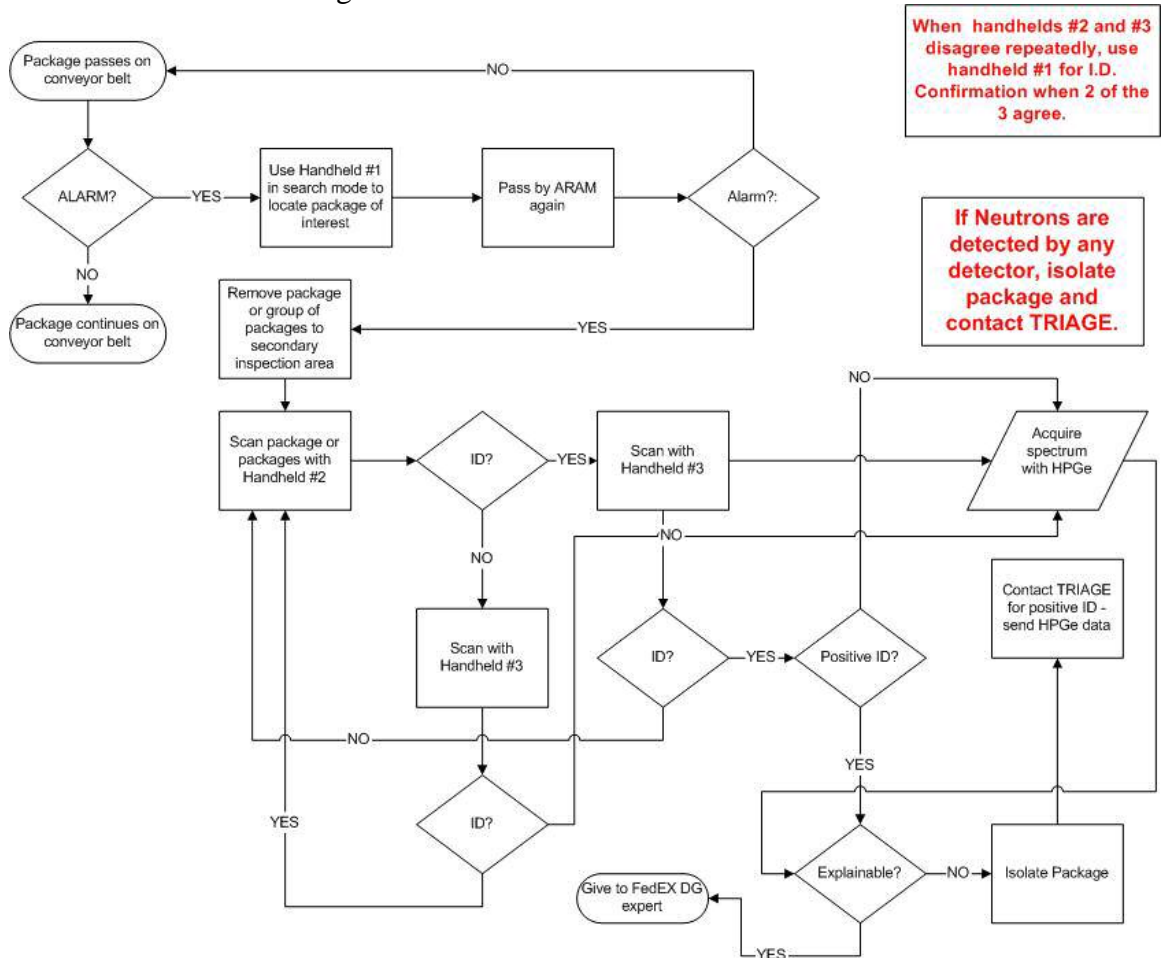 Package passes on
conveyor belt
NO
When handhelds #2 and #3
disagree repeatedly, use
handheld #1 for I.D.
Confirmation when 2 of the
3 agree.
ALARM?
YES
Use Handheld #1
in search mode to
locate package of
interest
Pass by ARAM
again
Alarm?:
NO
Package continues on
conveyor belt
Remove package
or group of
packages to
secondary
inspection area
YES
If Neutrons are
detected by any
detector, isolate
package and
contact TRIAGE.
NO
Scan package or
packages with
Handheld #2
ID?
YES
Scan with
Handheld #3
Acquire
spectrum
with HPGe
NO
NO
Scan with
Handheld #3
ID?
YES
Positive ID?
Contact TRIAGE
for positive ID -
send HPGe data
NO
YES
YES
ID?
Explainable?
NO
Isolate Package
Give to FedEX DG
expert
YES